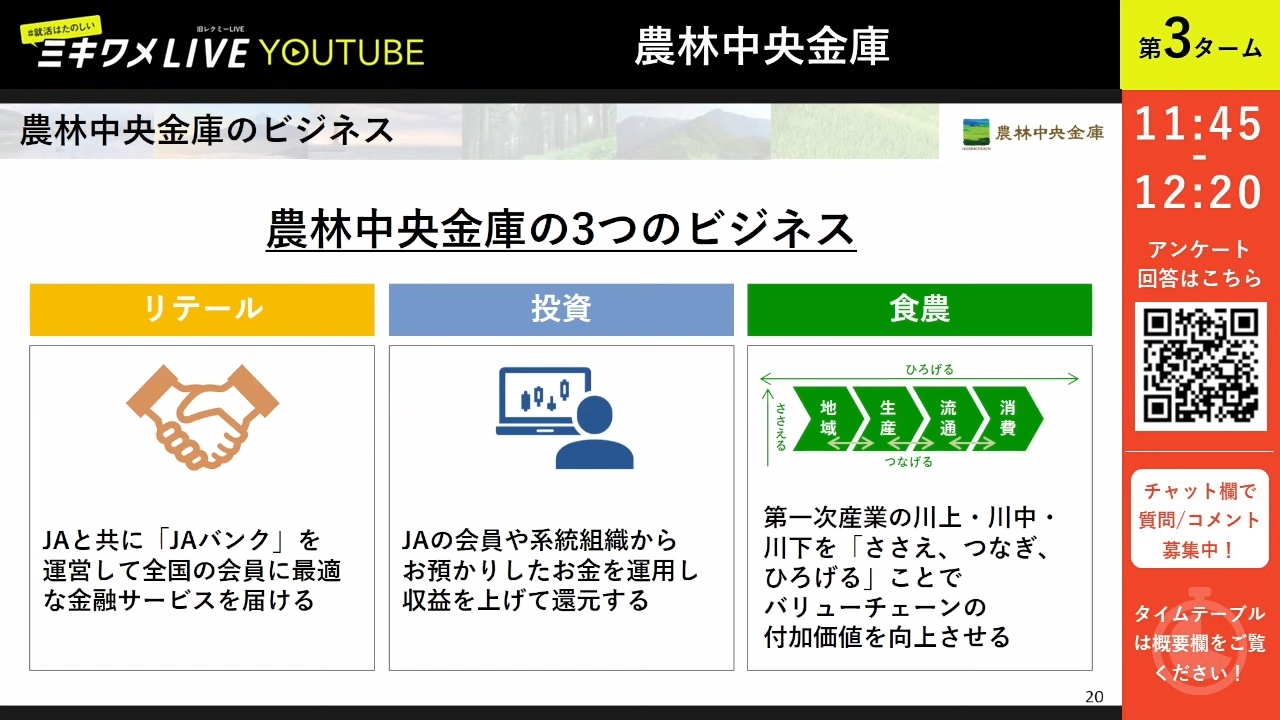 #就活はたのしい
旧レクミーLIVE
ミキワメLIVE YOUTUBE
農林中央金庫
第3ターム
農林中央金庫のビジネス
農林中央金庫
農林中央金庫の3つのビジネス
リテール
JAと共に「JAバンク」を
運営して全国の会員に最適
な金融サービスを届ける
投資
JAの会員や系統組織から
お預かりしたお金を運用し
収益を上げて還元する
食農
ひろげる
ささえる
地域
生産
流通
消費
つなげる
第一次産業の川上・川中・
川下を「ささえ、つなぎ、
ひろげる」ことで
バリューチェーンの
付加価値を向上させる
20
11:45
-
12:20
アンケート
回答はこちら
チャット欄で
質問/コメント
募集中！
タイムテーブル
は概要欄をご覧
ください！